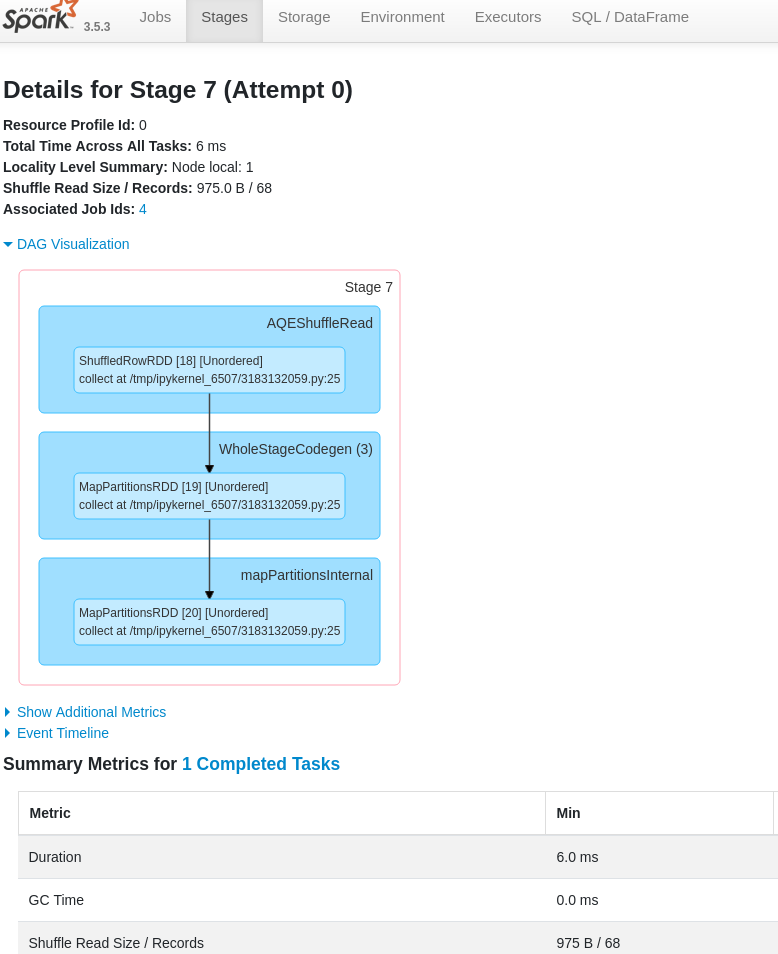 APACHE Spark™ 3.5.3 Jobs Stages Storage Environment Executors SQL / DataFrame
Details for Stage 7 (Attempt 0)
Resource Profile Id: 0
Total Time Across All Tasks: 6 ms
Locality Level Summary: Node local: 1
Shuffle Read Size / Records: 975.0 B / 68
Associated Job Ids: 4
DAG Visualization
Stage 7
AQEShuffleRead
ShuffledRowRDD [18] [Unordered]
collect at /tmp/ipykernel_6507/3183132059.py:25
WholeStageCodegen (3)
MapPartitionsRDD [19] [Unordered]
collect at /tmp/ipykernel_6507/3183132059.py:25
mapPartitionsInternal
MapPartitionsRDD [20] [Unordered]
collect at /tmp/ipykernel_6507/3183132059.py:25
Show Additional Metrics
Event Timeline
Summary Metrics for 1 Completed Tasks
Metric Min
Duration 6.0 ms
GC Time 0.0 ms
Shuffle Read Size / Records 975 B / 68